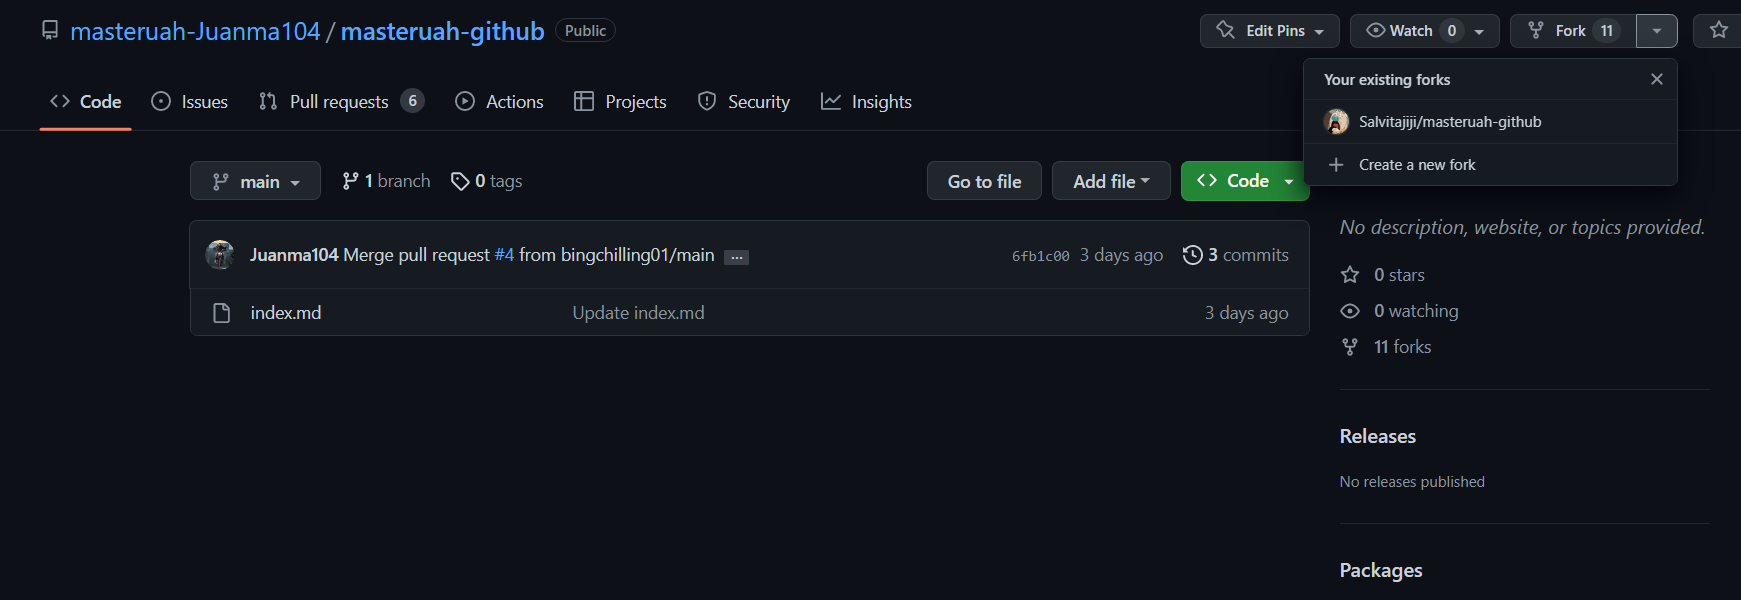 masteruah-Juanma104 / masteruah-github Public
Edit Pins Watch 0 Fork 11
Your existing forks
Salvitajiji/masteruah-github
Create a new fork
Code Issues Pull requests 6 Actions Projects Security Insights
main 1 branch 0 tags Go to file Add file Code
Juanma104 Merge pull request #4 from bingchilling01/main ... 6fb1c00 3 days ago 3 commits
index.md Update index.md 3 days ago
No description, website, or topics provided.
0 stars
0 watching
11 forks
Releases
No releases published
Packages